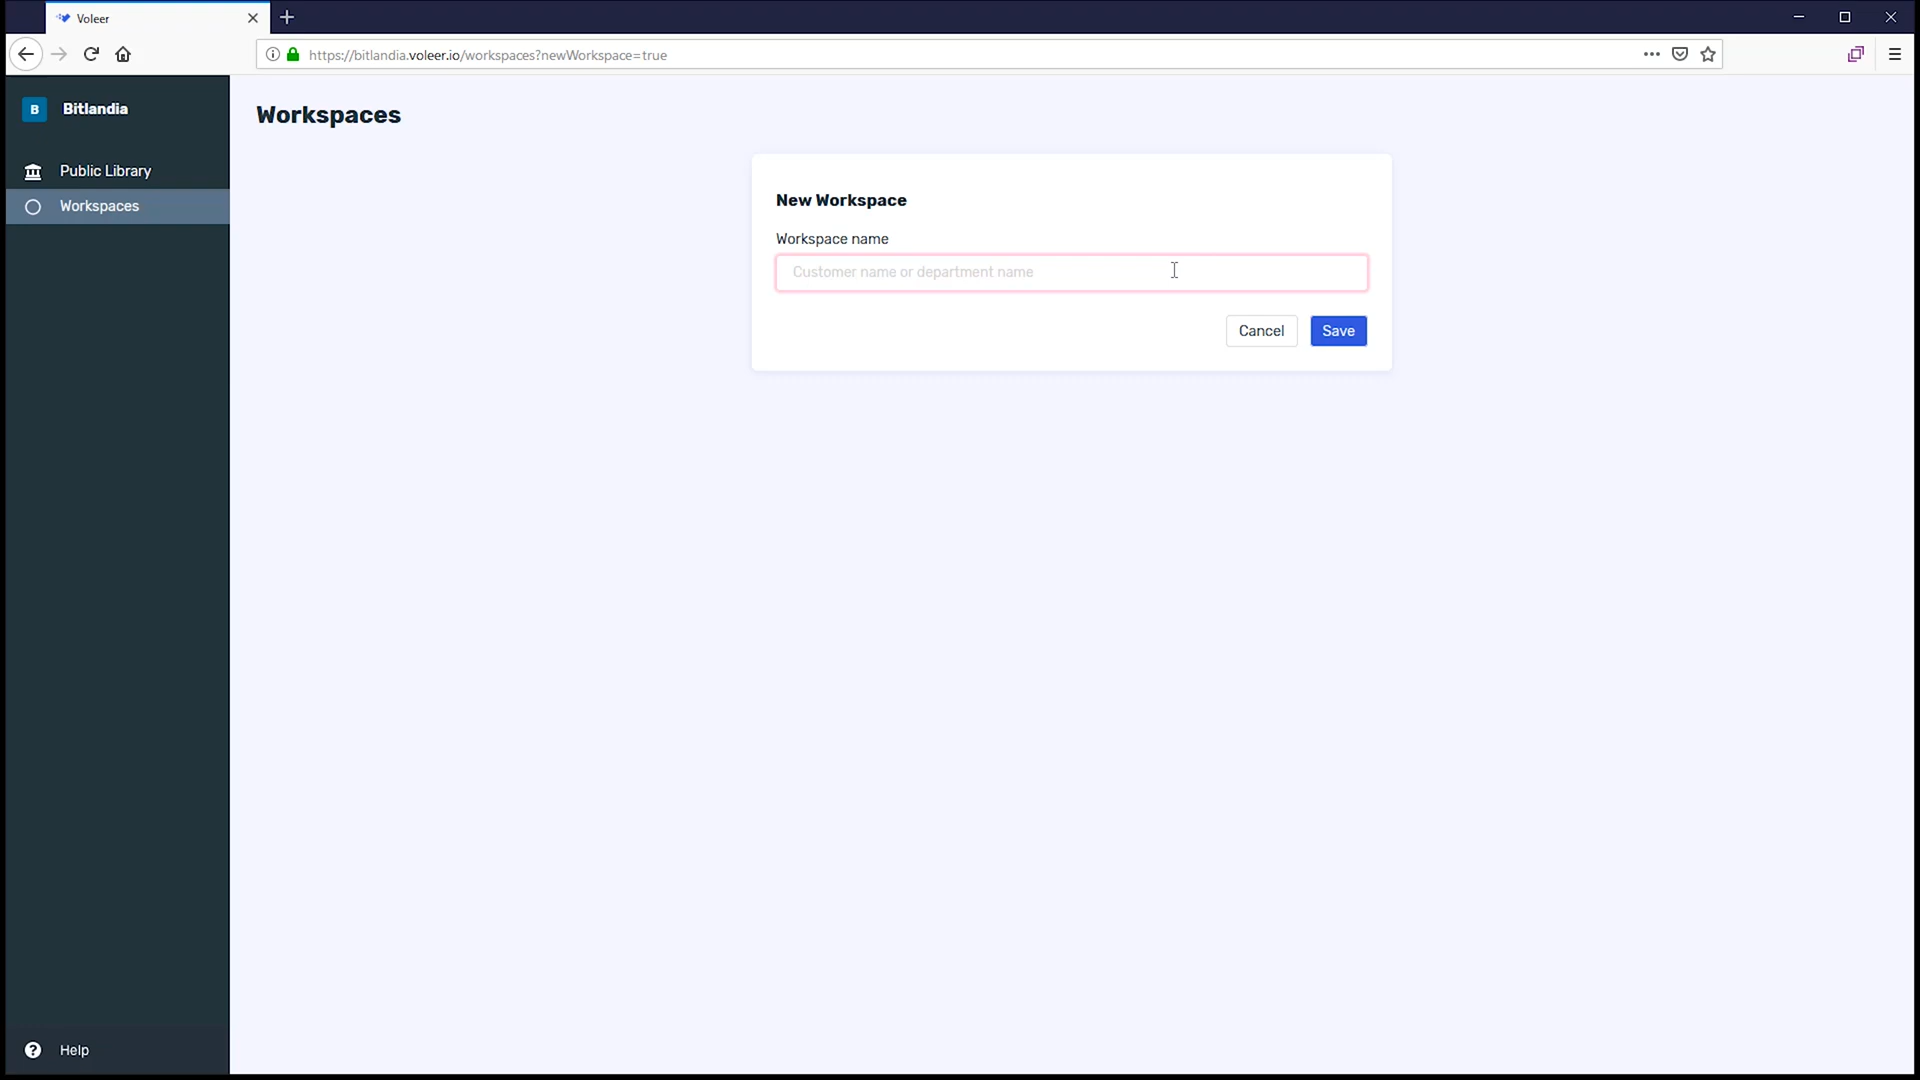 Voleer
https://bitlandia.voleer.io/workspaces?newWorkspace=true
B Bitlandia
Public Library
Workspaces
Workspaces
New Workspace
Workspace name
Customer name or department name
Cancel Save
Help